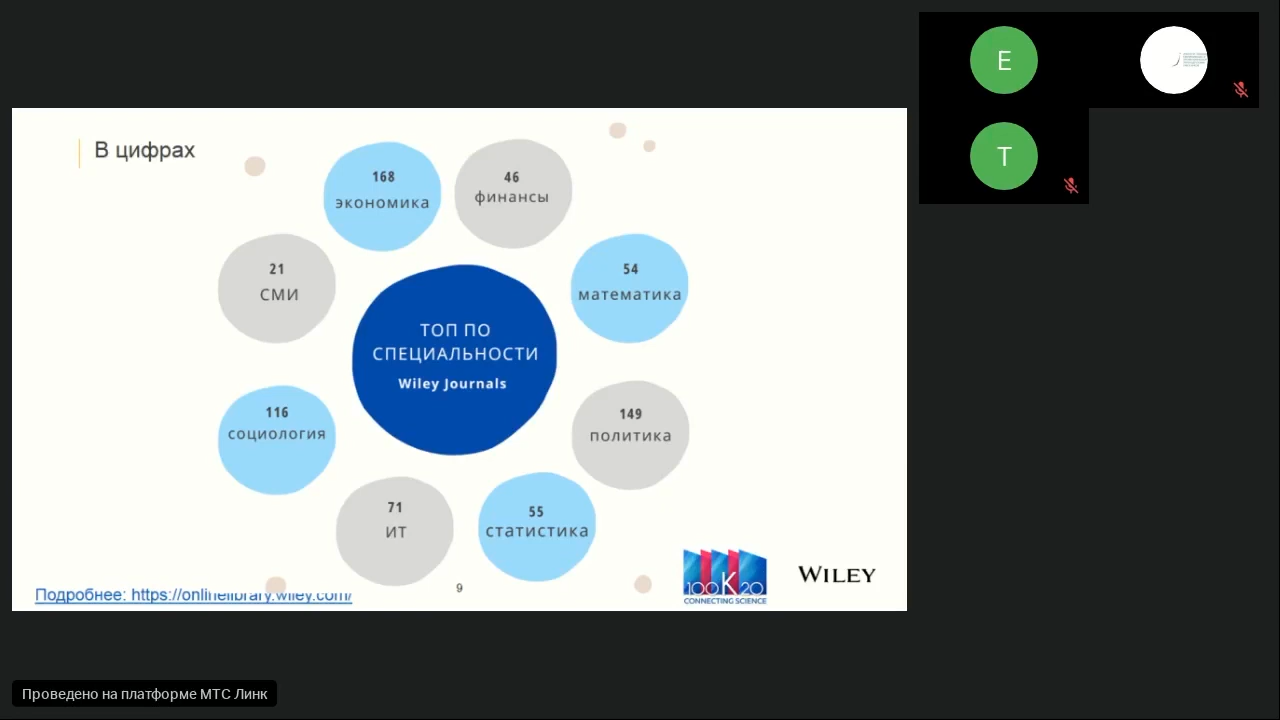 В цифрах
168
экономика
46
финансы
21
СМИ
54
математика
ТОП ПО
СПЕЦИАЛЬНОСТИ
Wiley Journals
116
социология
149
политика
71
ИТ
55
статистика
Подробнее: https://onlinelibrary.wiley.com/
9
100K20
CONNECTING SCIENCE
WILEY
E
T
Проведено на платформе МТС Линк